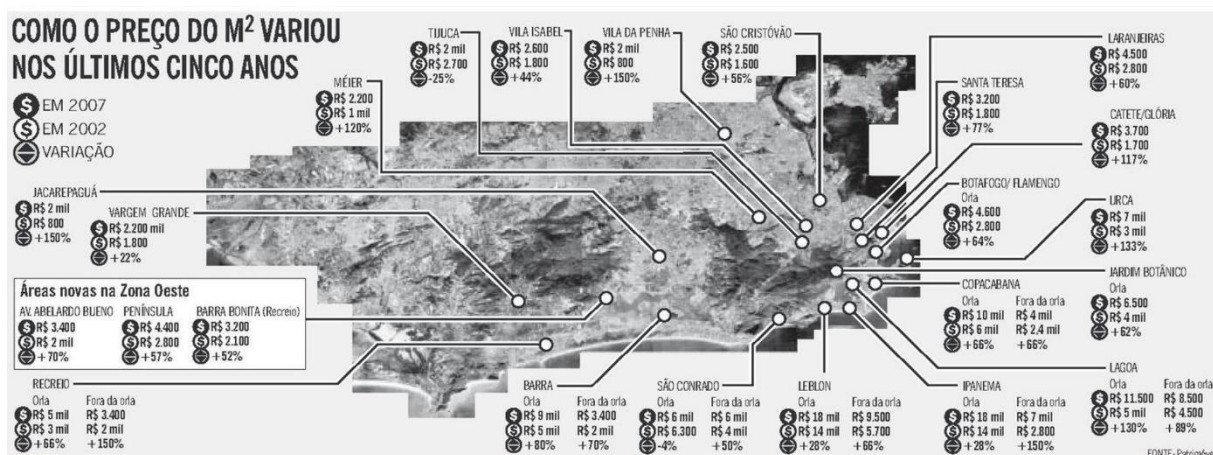 COMO O PREÇO DO M² VARIOU
NOS ÚLTIMOS CINCO ANOS
EM 2007
EM 2002
VARIAÇÃO
MÉIER
R$ 2.200
R$ 1 mil
+120%
TIJUCA
R$ 2 mil
R$ 2.700
-25%
VILA ISABEL
R$ 2.600
R$ 1.800
+44%
VILA DA PENHA
R$ 2 mil
R$ 800
+150%
SÃO CRISTÓVÃO
R$ 2.500
R$ 1.600
+56%
LARANJEIRAS
R$ 4.500
R$ 2.800
+60%
SANTA TERESA
R$ 3.200
R$ 1.800
+77%
CATETE/GLÓRIA
R$ 3.700
R$ 1.700
+117%
BOTAFOGO/ FLAMENGO
Orla
R$ 4.600
R$ 2.800
+64%
URCA
R$ 7 mil
R$ 3 mil
+133%
JARDIM BOTÂNICO
Orla
R$ 6.500
R$ 4 mil
+62%
COPACABANA
Orla Fora da orla
R$ 10 mil R$ 4 mil
R$ 6 mil R$ 2,4 mil
+66% +66%
LAGOA
Orla Fora da orla
R$ 11.500 R$ 8.500
R$ 5 mil R$ 4.500
+130% +89%
JACAREPAGUÁ
R$ 2 mil
R$ 800
+150%
VARGEM GRANDE
R$ 2.200 mil
R$ 1.800
+22%
Áreas novas na Zona Oeste
AV. ABELARDO BUENO
R$ 3.400
R$ 2 mil
+70%
PENÍNSULA
R$ 4.400
R$ 2.800
+57%
BARRA BONITA (Recreio)
R$ 3.200
R$ 2.100
+52%
RECREIO
Orla Fora da orla
R$ 5 mil R$ 3.400
R$ 3 mil R$ 2 mil
+66% +150%
BARRA
Orla Fora da orla
R$ 9 mil R$ 3.400
R$ 5 mil R$ 2 mil
+80% +70%
SÃO CONRADO
Orla Fora da orla
R$ 6 mil R$ 6 mil
R$ 6.300 R$ 4 mil
-4% +50%
LEBLON
Orla Fora da orla
R$ 18 mil R$ 9.500
R$ 14 mil R$ 5.700
+28% +66%
IPANEMA
Orla Fora da orla
R$ 18 mil R$ 7 mil
R$ 14 mil R$ 2.800
+28% +150%
FONTE- Patrimóvel